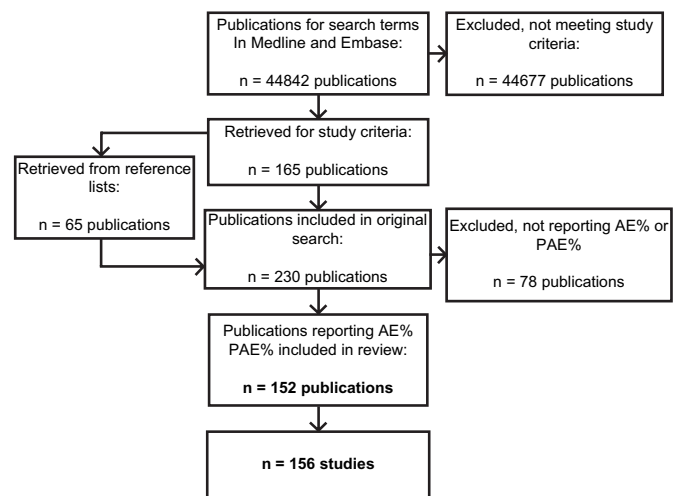 Publications for search terms
In Medline and Embase:
n = 44842 publications
Excluded, not meeting study
criteria:
n = 44677 publications
Retrieved for study criteria:
n = 165 publications
Retrieved from reference
lists:
n = 65 publications
Publications included in original
search:
n = 230 publications
Excluded, not reporting AE% or
PAE%
n = 78 publications
Publications reporting AE%
PAE% included in review:
n = 152 publications
n = 156 studies